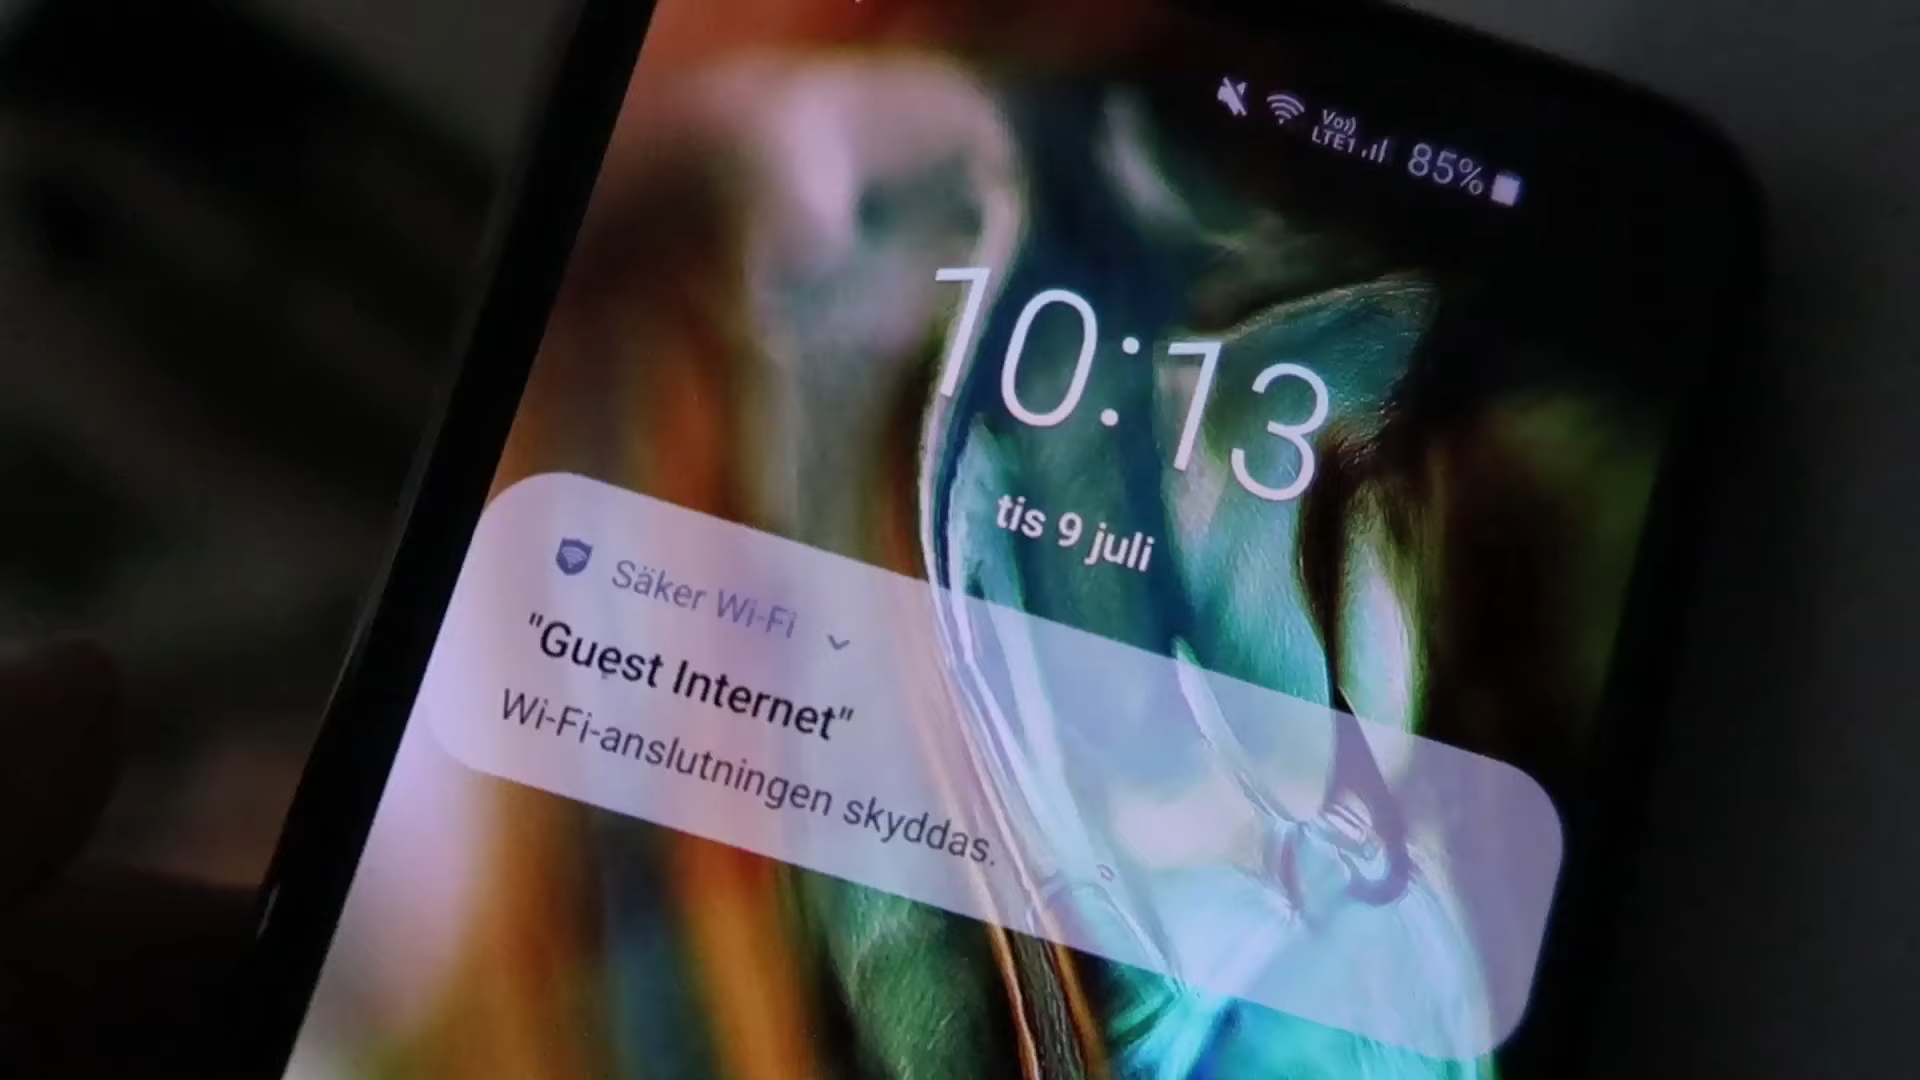 Vo)) LTE1 85%
10:13
tis 9 juli
Säker Wi-Fi
"Guest Internet"
Wi-Fi-anslutningen skyddas.